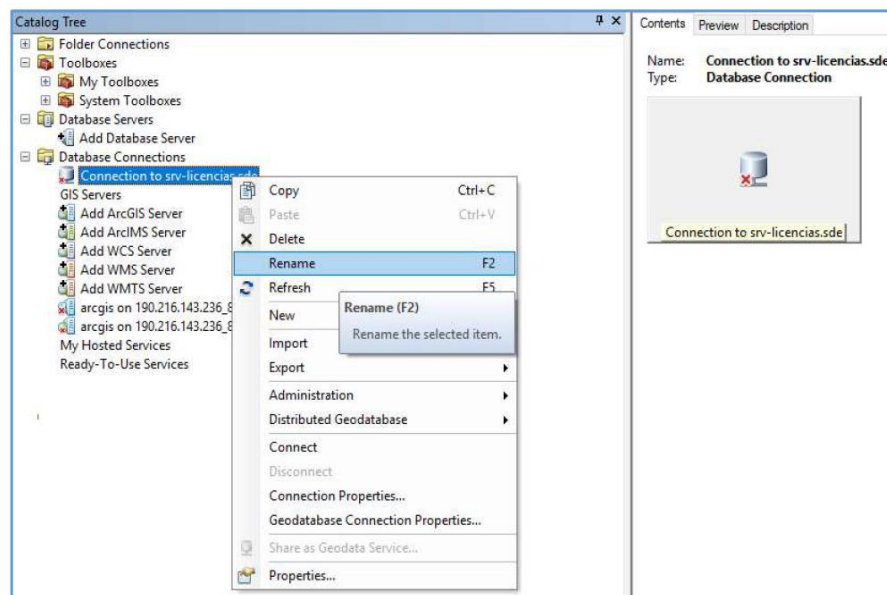 Catalog Tree
Folder Connections
Toolboxes
My Toolboxes
System Toolboxes
Database Servers
Add Database Server
Database Connections
Connection to srv-licencias.sde
GIS Servers
Add ArcGIS Server
Add ArcIMS Server
Add WCS Server
Add WMS Server
Add WMTS Server
arcgis on 190.216.143.236_8
arcgis on 190.216.143.236_8
My Hosted Services
Ready-To-Use Services
Copy Ctrl+C
Paste Ctrl+V
Delete
Rename F2
Refresh F5
New
Import
Export
Administration
Distributed Geodatabase
Connect
Disconnect
Connection Properties...
Geodatabase Connection Properties...
Share as Geodata Service...
Properties...
Rename (F2)
Rename the selected item.
Contents Preview Description
Name: Connection to srv-licencias.sde
Type: Database Connection
Connection to srv-licencias.sde